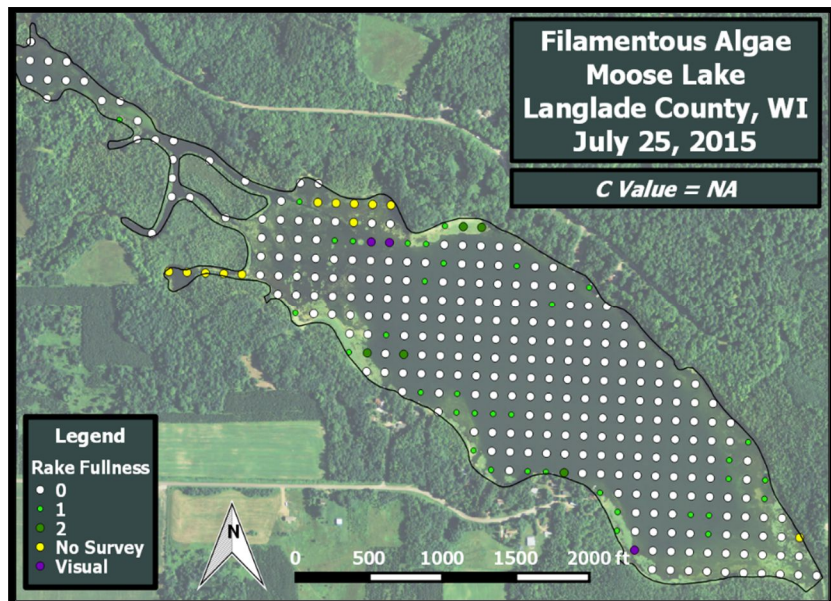 Filamentous Algae
Moose Lake
Langlade County, WI
July 25, 2015
C Value = NA
Legend
Rake Fullness
0
1
2
No Survey
Visual
N
0 500 1000 1500 2000 ft